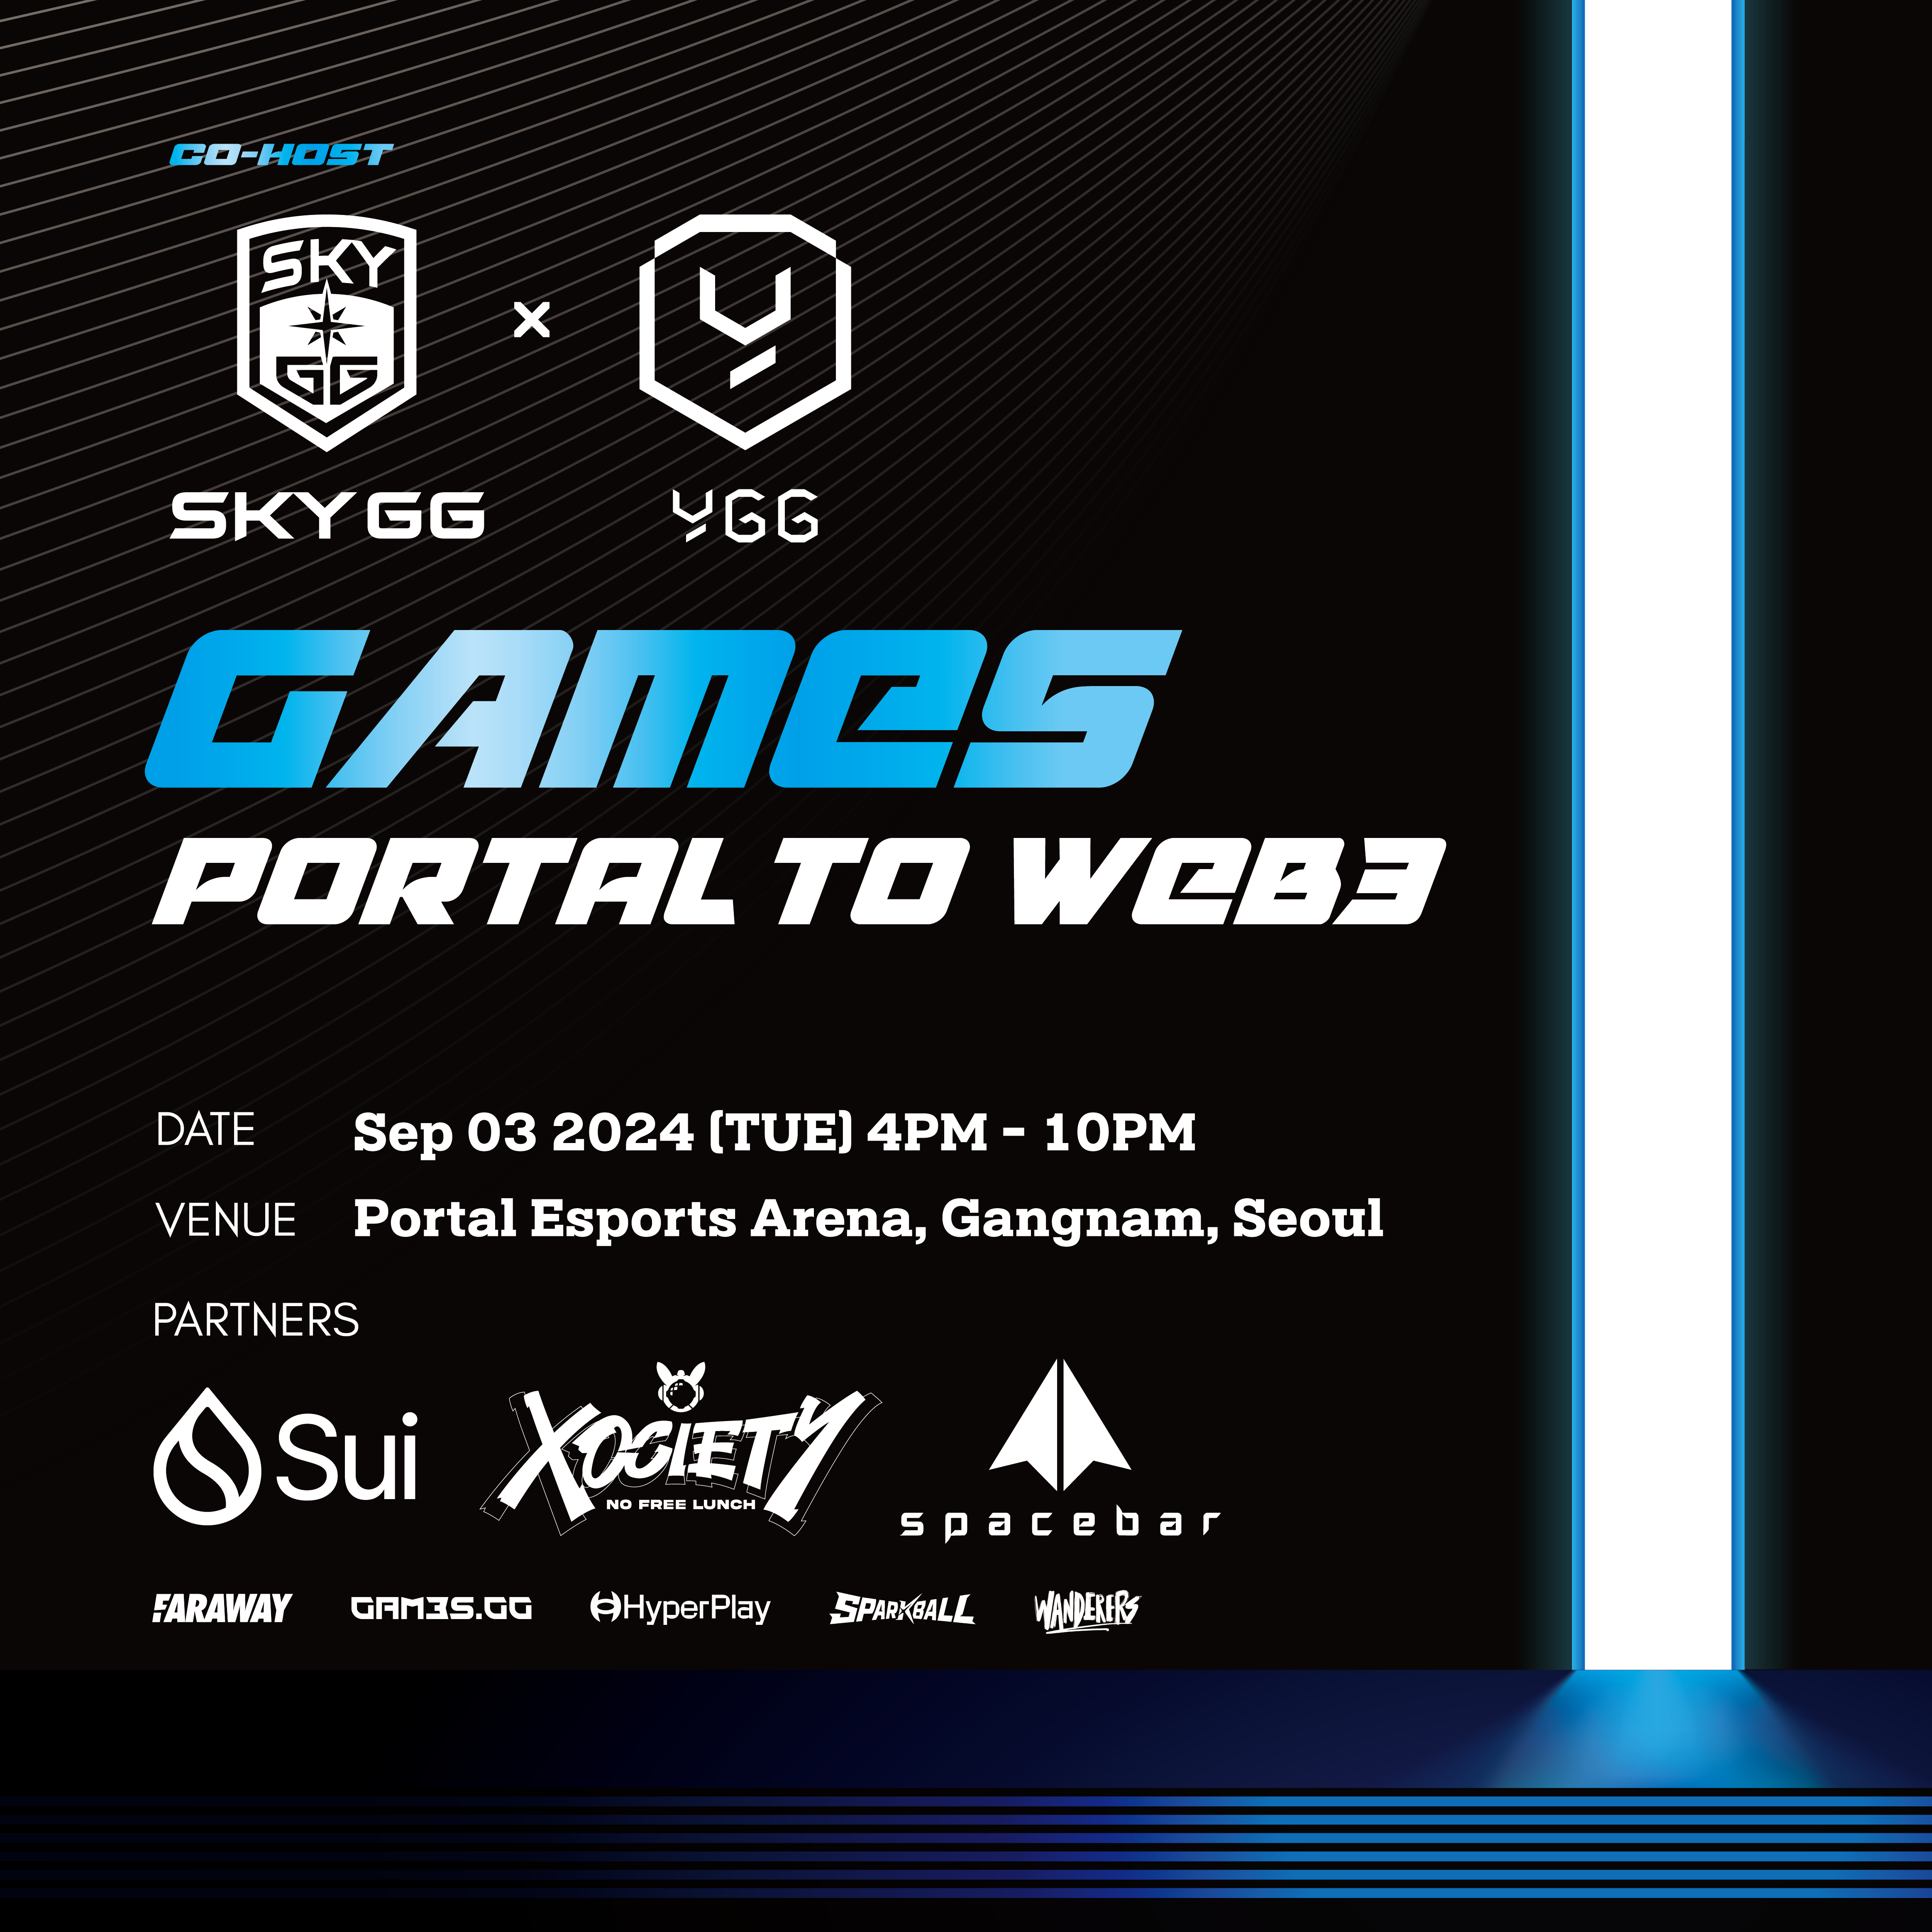 CO-HOST
SKY
GG
x
Y
SKYGG
YGG
GAMES
PORTAL TO WEB3
DATE
Sep 03 2024 (TUE) 4PM - 10PM
VENUE
Portal Esports Arena, Gangnam, Seoul
PARTNERS
Sui
XOCIETY
NO FREE LUNCH
spacebar
FARAWAY
GAM3S.GG
HyperPlay
SPARKBALL
WANDERERS